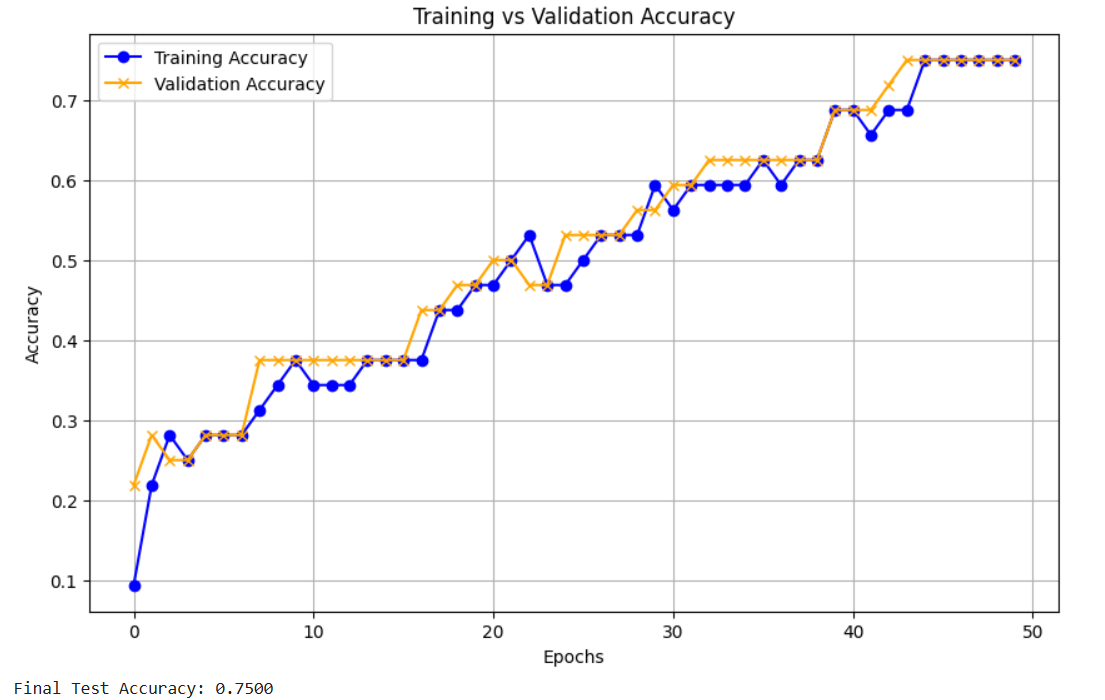 Training vs Validation Accuracy
Training Accuracy
Validation Accuracy
0.7
0.6
0.5
0.4
0.3
0.2
0.1
Accuracy
0 10 20 30 40 50
Epochs
Final Test Accuracy: 0.7500